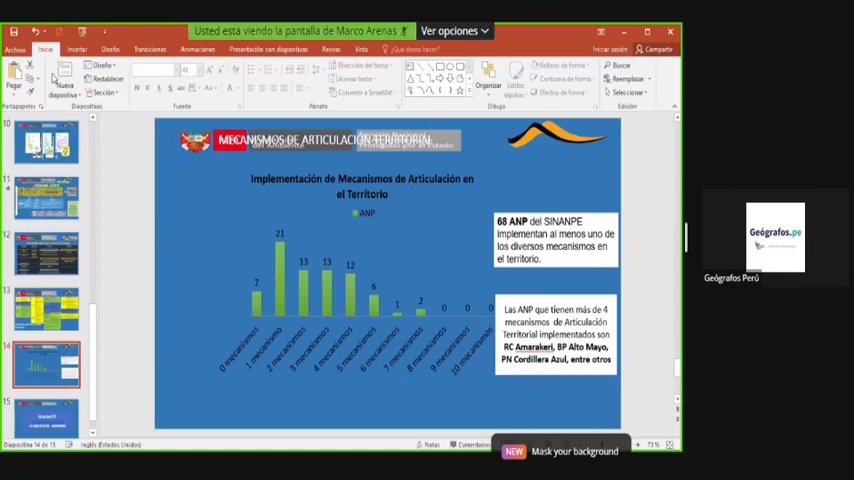 Usted está viendo la pantalla de Marco Arenas
Ver opciones
Archivo Inicio Insertar Diseño Transiciones Animaciones Presentación con diapositivas Revisar Vista ¿Qué desea hacer?
Iniciar sesión Compartir
Pegar
Nueva diapositiva
Diseño
Restablecer
Sección
Dirección del texto
Alinear texto
Convertir a SmartArt
Organizar
Estilos rápidos
Relleno de forma
Contorno de forma
Efectos de forma
Buscar
Reemplazar
Seleccionar
Portapapeles Diapositivas Fuente Párrafo Dibujo Edición
10
11
12
13
14
15
MECANISMOS DE ARTICULACIÓN TERRITORIAL
del Ambiente
Protegidas por el Estado
Implementación de Mecanismos de Articulación en
el Territorio
ANP
7 21 13 13 12 6 1 2 0 0 0
0 mecanismos
1 mecanismo
2 mecanismos
3 mecanismos
4 mecanismos
5 mecanismos
6 mecanismos
7 mecanismos
8 mecanismos
9 mecanismos
10 mecanismos
68 ANP del SINANPE
implementan al menos uno de
los diversos mecanismos en
el territorio.
Las ANP que tienen más de 4
mecanismos de Articulación
Territorial implementados son
RC Amarakeri, BP Alto Mayo,
PN Cordillera Azul, entre otros
Geógrafos.pe
Geógrafos Perú
Diapositiva 14 de 15 Inglés (Estados Unidos)
Notas Comentarios
73 %
NEW Mask your background